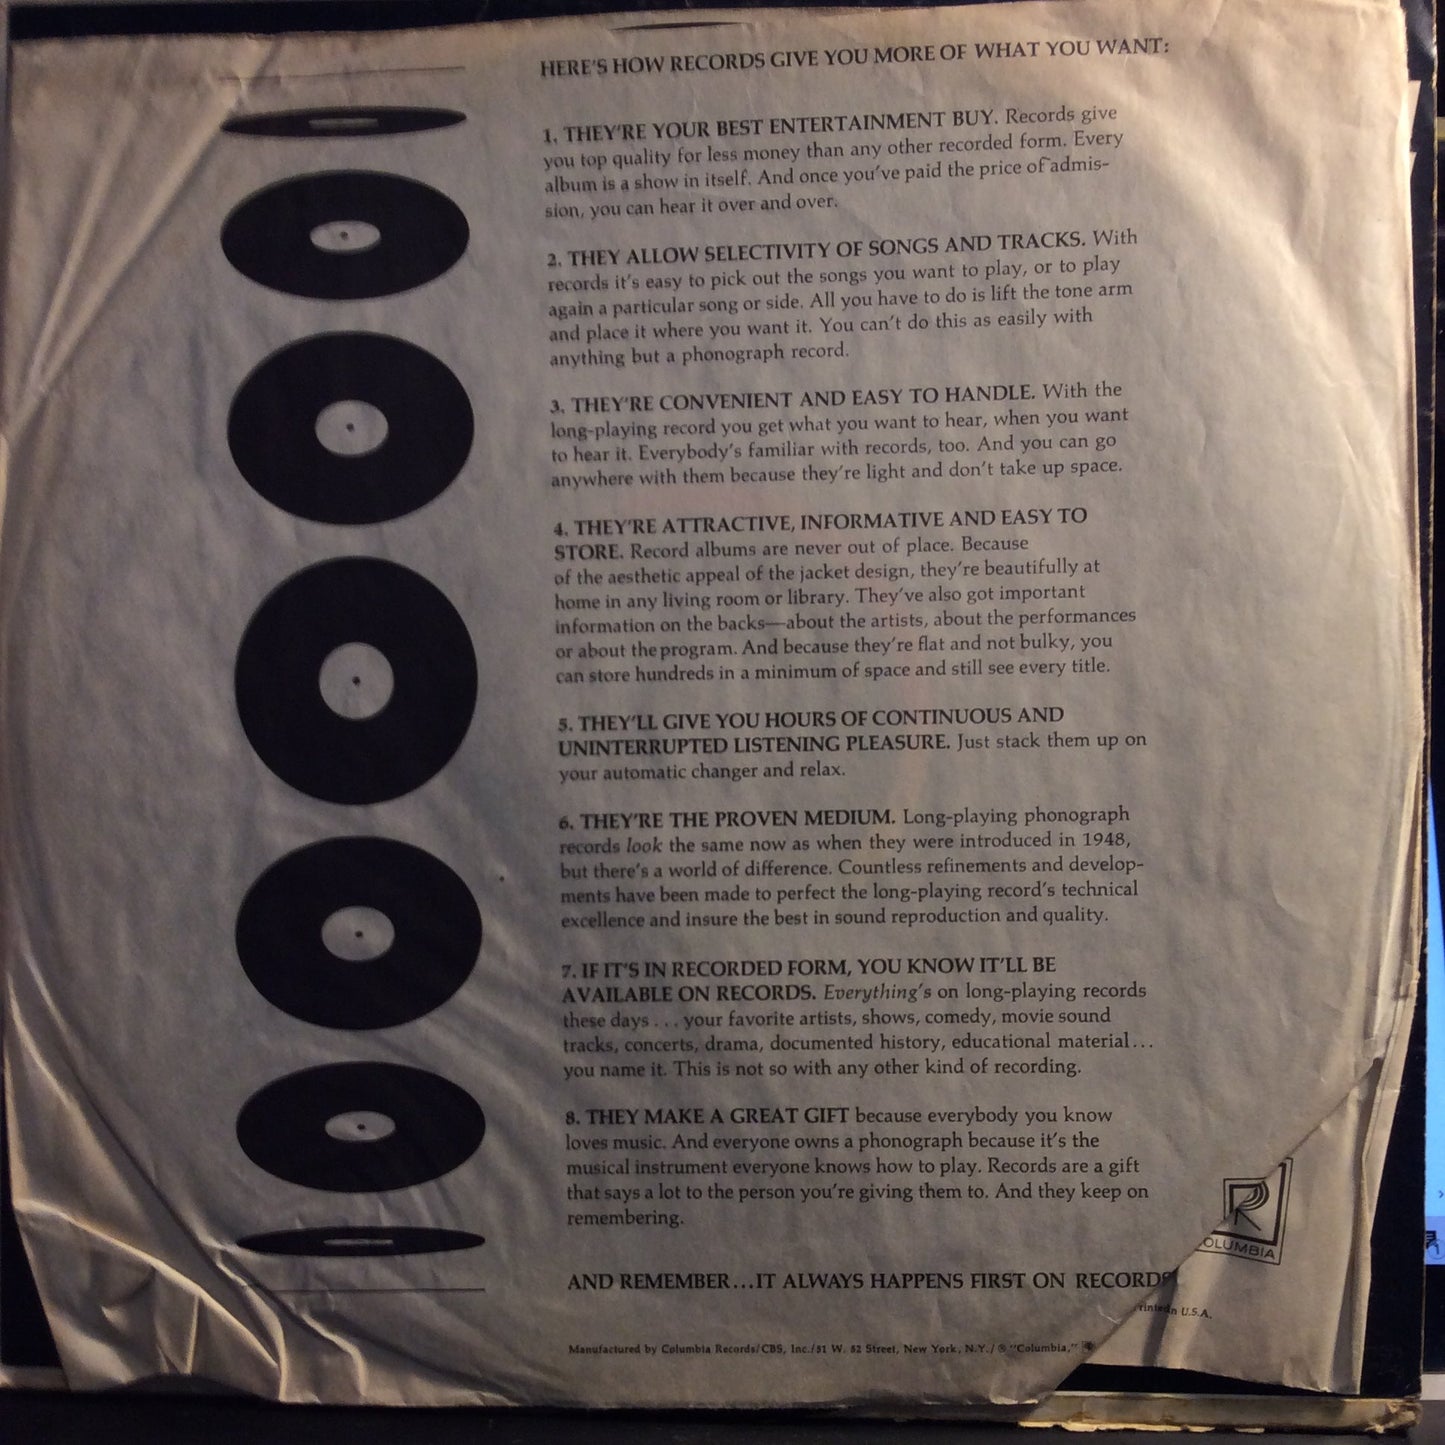 HERE'S HOW RECORDS GIVE YOU MORE OF WHAT YOU WANT:
1. THEY'RE YOUR BEST ENTERTAINMENT BUY. Records give
you top quality for less money than any other recorded form. Every
album is a show in itself. And once you've paid the price of admis-
sion, you can hear it over and over.
2. THEY ALLOW SELECTIVITY OF SONGS AND TRACKS. With
records it's easy to pick out the songs you want to play, or to play
again a particular song or side. All you have to do is lift the tone arm
and place it where you want it. You can't do this as easily with
anything but a phonograph record.
3. THEY'RE CONVENIENT AND EASY TO HANDLE. With the
long-playing record you get what you want to hear, when you want
to hear it. Everybody's familiar with records, too. And you can go
anywhere with them because they're light and don't take up space.
4. THEY'RE ATTRACTIVE, INFORMATIVE AND EASY TO
STORE. Record albums are never out of place. Because
of the aesthetic appeal of the jacket design, they're beautifully at
home in any living room or library. They've also got important
information on the backs—about the artists, about the performances
or about the program. And because they're flat and not bulky, you
can store hundreds in a minimum of space and still see every title.
5. THEY'LL GIVE YOU HOURS OF CONTINUOUS AND
UNINTERRUPTED LISTENING PLEASURE. Just stack them up on
your automatic changer and relax.
6. THEY'RE THE PROVEN MEDIUM. Long-playing phonograph
records look the same now as when they were introduced in 1948,
but there's a world of difference. Countless refinements and develop-
ments have been made to perfect the long-playing record's technical
excellence and insure the best in sound reproduction and quality.
7. IF IT'S IN RECORDED FORM, YOU KNOW IT'LL BE
AVAILABLE ON RECORDS. Everything's on long-playing records
these days . . . your favorite artists, shows, comedy, movie sound
tracks, concerts, drama, documented history, educational material...
you name it. This is not so with any other kind of recording.
8. THEY MAKE A GREAT GIFT because everybody you know
loves music. And everyone owns a phonograph because it's the
musical instrument everyone knows how to play. Records are a gift
that says a lot to the person you're giving them to. And they keep on
remembering.
R
OLUMBIA
AND REMEMBER...IT ALWAYS HAPPENS FIRST ON RECORDS
rinted in U.S.A.
Manufactured by Columbia Records/CBS, Inc./51 W. 52 Street, New York, N.Y./® "Columbia,"